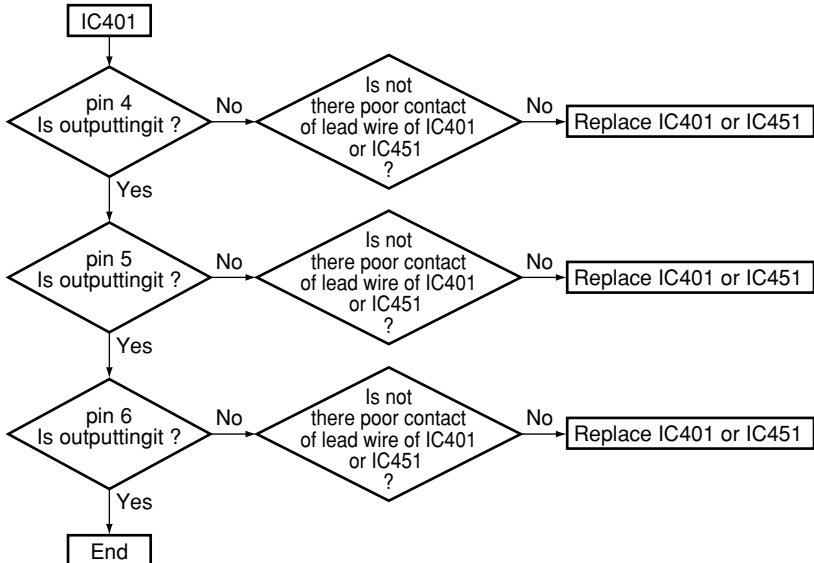 IC401
pin 4
Is outputtingit ?
No
Is not
there poor contact
of lead wire of IC401
or IC451
?
No
Replace IC401 or IC451
Yes
pin 5
Is outputtingit ?
No
Is not
there poor contact
of lead wire of IC401
or IC451
?
No
Replace IC401 or IC451
Yes
pin 6
Is outputtingit ?
No
Is not
there poor contact
of lead wire of IC401
or IC451
?
No
Replace IC401 or IC451
Yes
End